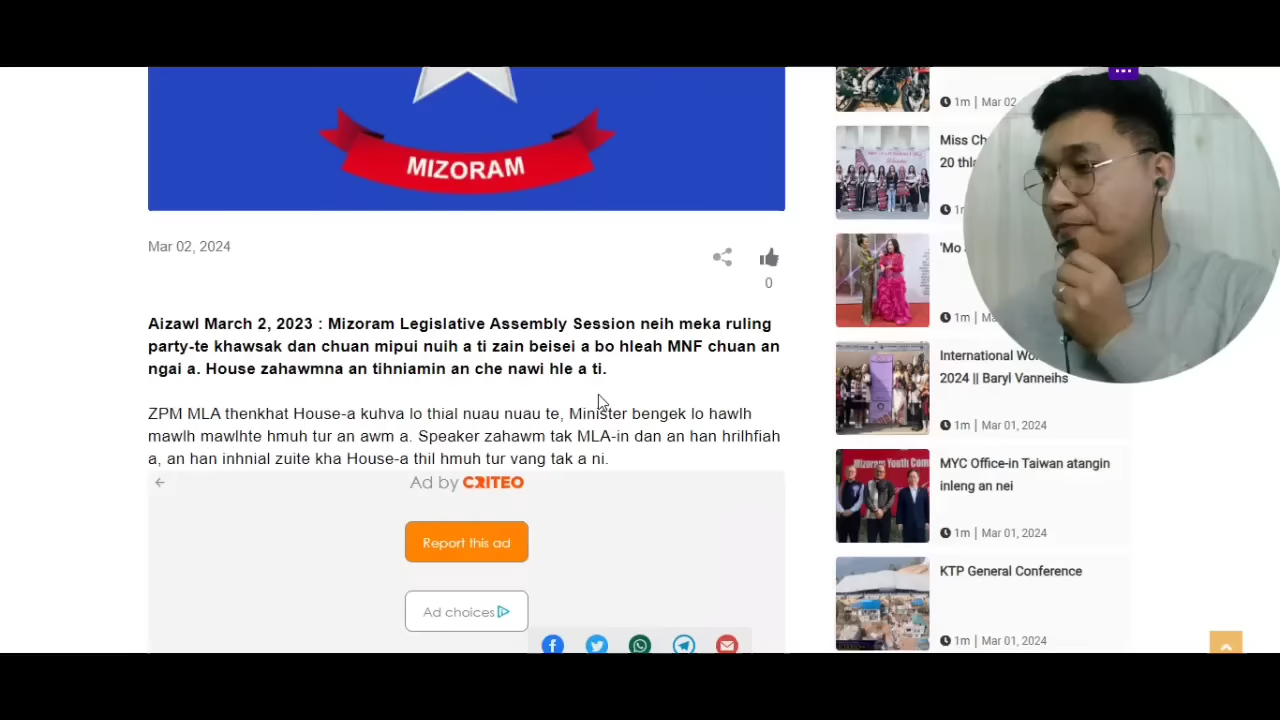 MIZORAM
Mar 02, 2024
0
Aizawl March 2, 2023 : Mizoram Legislative Assembly Session neih meka ruling
party-te khawsak dan chuan mipui nuih a ti zain beisei a bo hleah MNF chuan an
ngai a. House zahawmna an tihniamin an che nawi hle a ti.
ZPM MLA thenkhat House-a kuhva lo thial nuau nuau te, Minister bengek lo hawlh
mawlh mawlhte hmuh tur an awm a. Speaker zahawm tak MLA-in dan an han hrilhfiah
a, an han inhnial zuite kha House-a thil hmuh tur vang tak a ni.
Ad by CRITEO
Report this ad
Ad choices
1m | Mar 02
Miss Ch
20 thla
'Mo
International Wo
2024 || Baryl Vanneihs
1m | Mar 01, 2024
MYC Office-in Taiwan atangin
inleng an nei
1m | Mar 01, 2024
KTP General Conference
1m | Mar 01, 2024